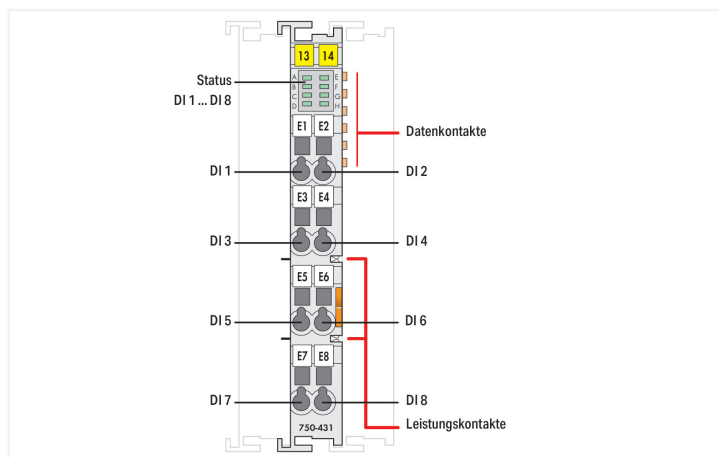 13 14
Status
DI 1 ... DI 8
A E
B F
C G
D H
E1 E2
Datenkontakte
DI 1 DI 2
E3 E4
DI 3 DI 4
E5 E6
DI 5 DI 6
E7 E8
DI 7 DI 8
Leistungskontakte
750-431